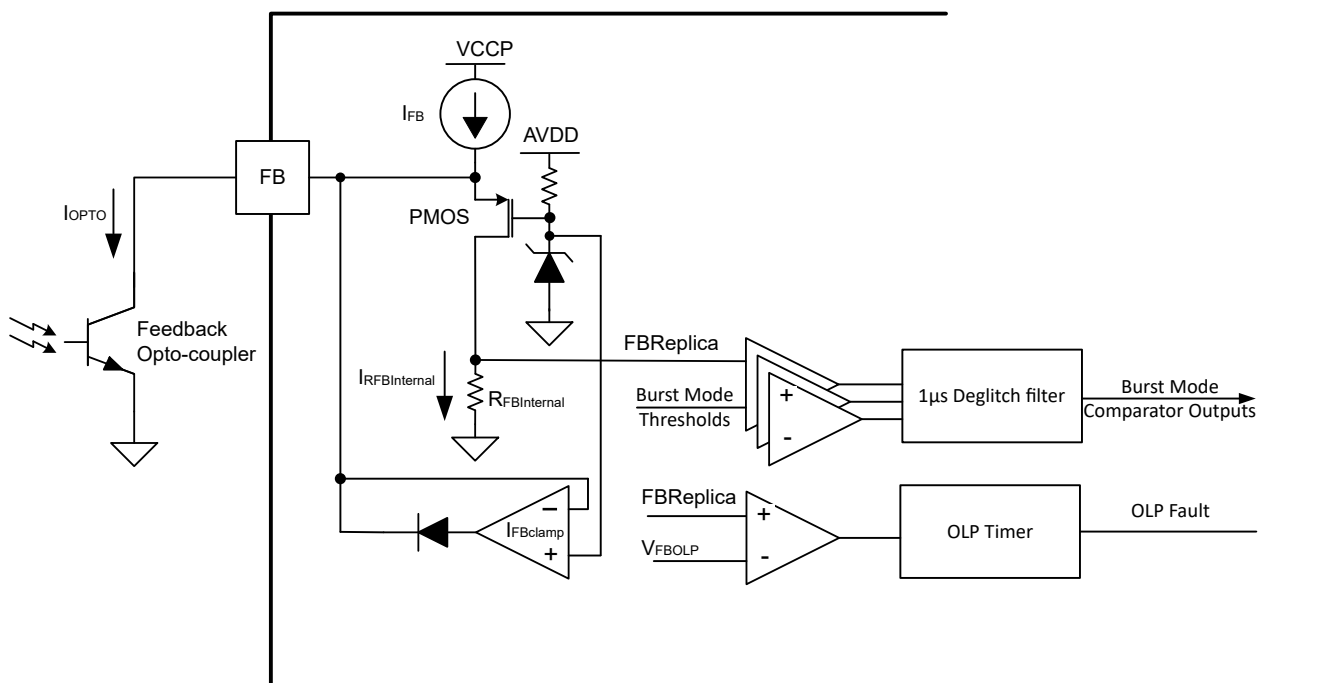 VCCP
IFB
AVDD
FB
PMOS
IOPTO
Feedback
Opto-coupler
FBReplica
IRFBInternal
RFBInternal
Burst Mode
Thresholds
+
-
1µs Deglitch filter
Burst Mode
Comparator Outputs
IFBclamp
−
+
FBReplica
VFBOLP
+
-
OLP Timer
OLP Fault